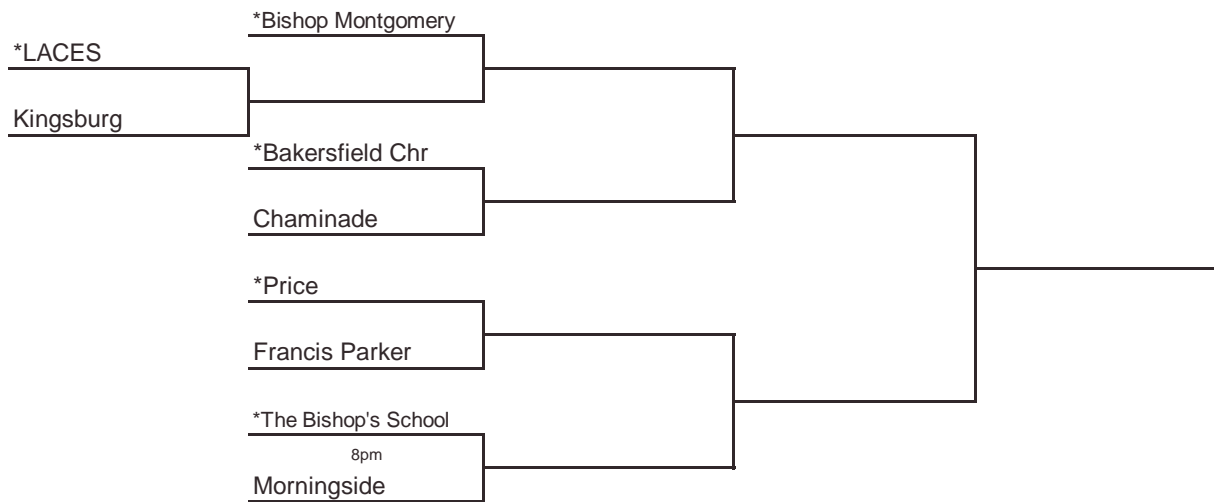 *Bishop Montgomery
*LACES
Kingsburg
*Bakersfield Chr
Chaminade
*Price
Francis Parker
*The Bishop's School
8pm
Morningside